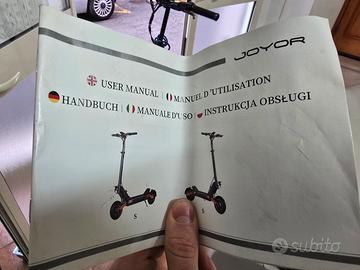 JOYOR
USER MANUAL | MANUEL D'UTILISATION
HANDBUCH | MANUALE D'USO | INSTRUKCJA OBSŁUGI
S S
subito